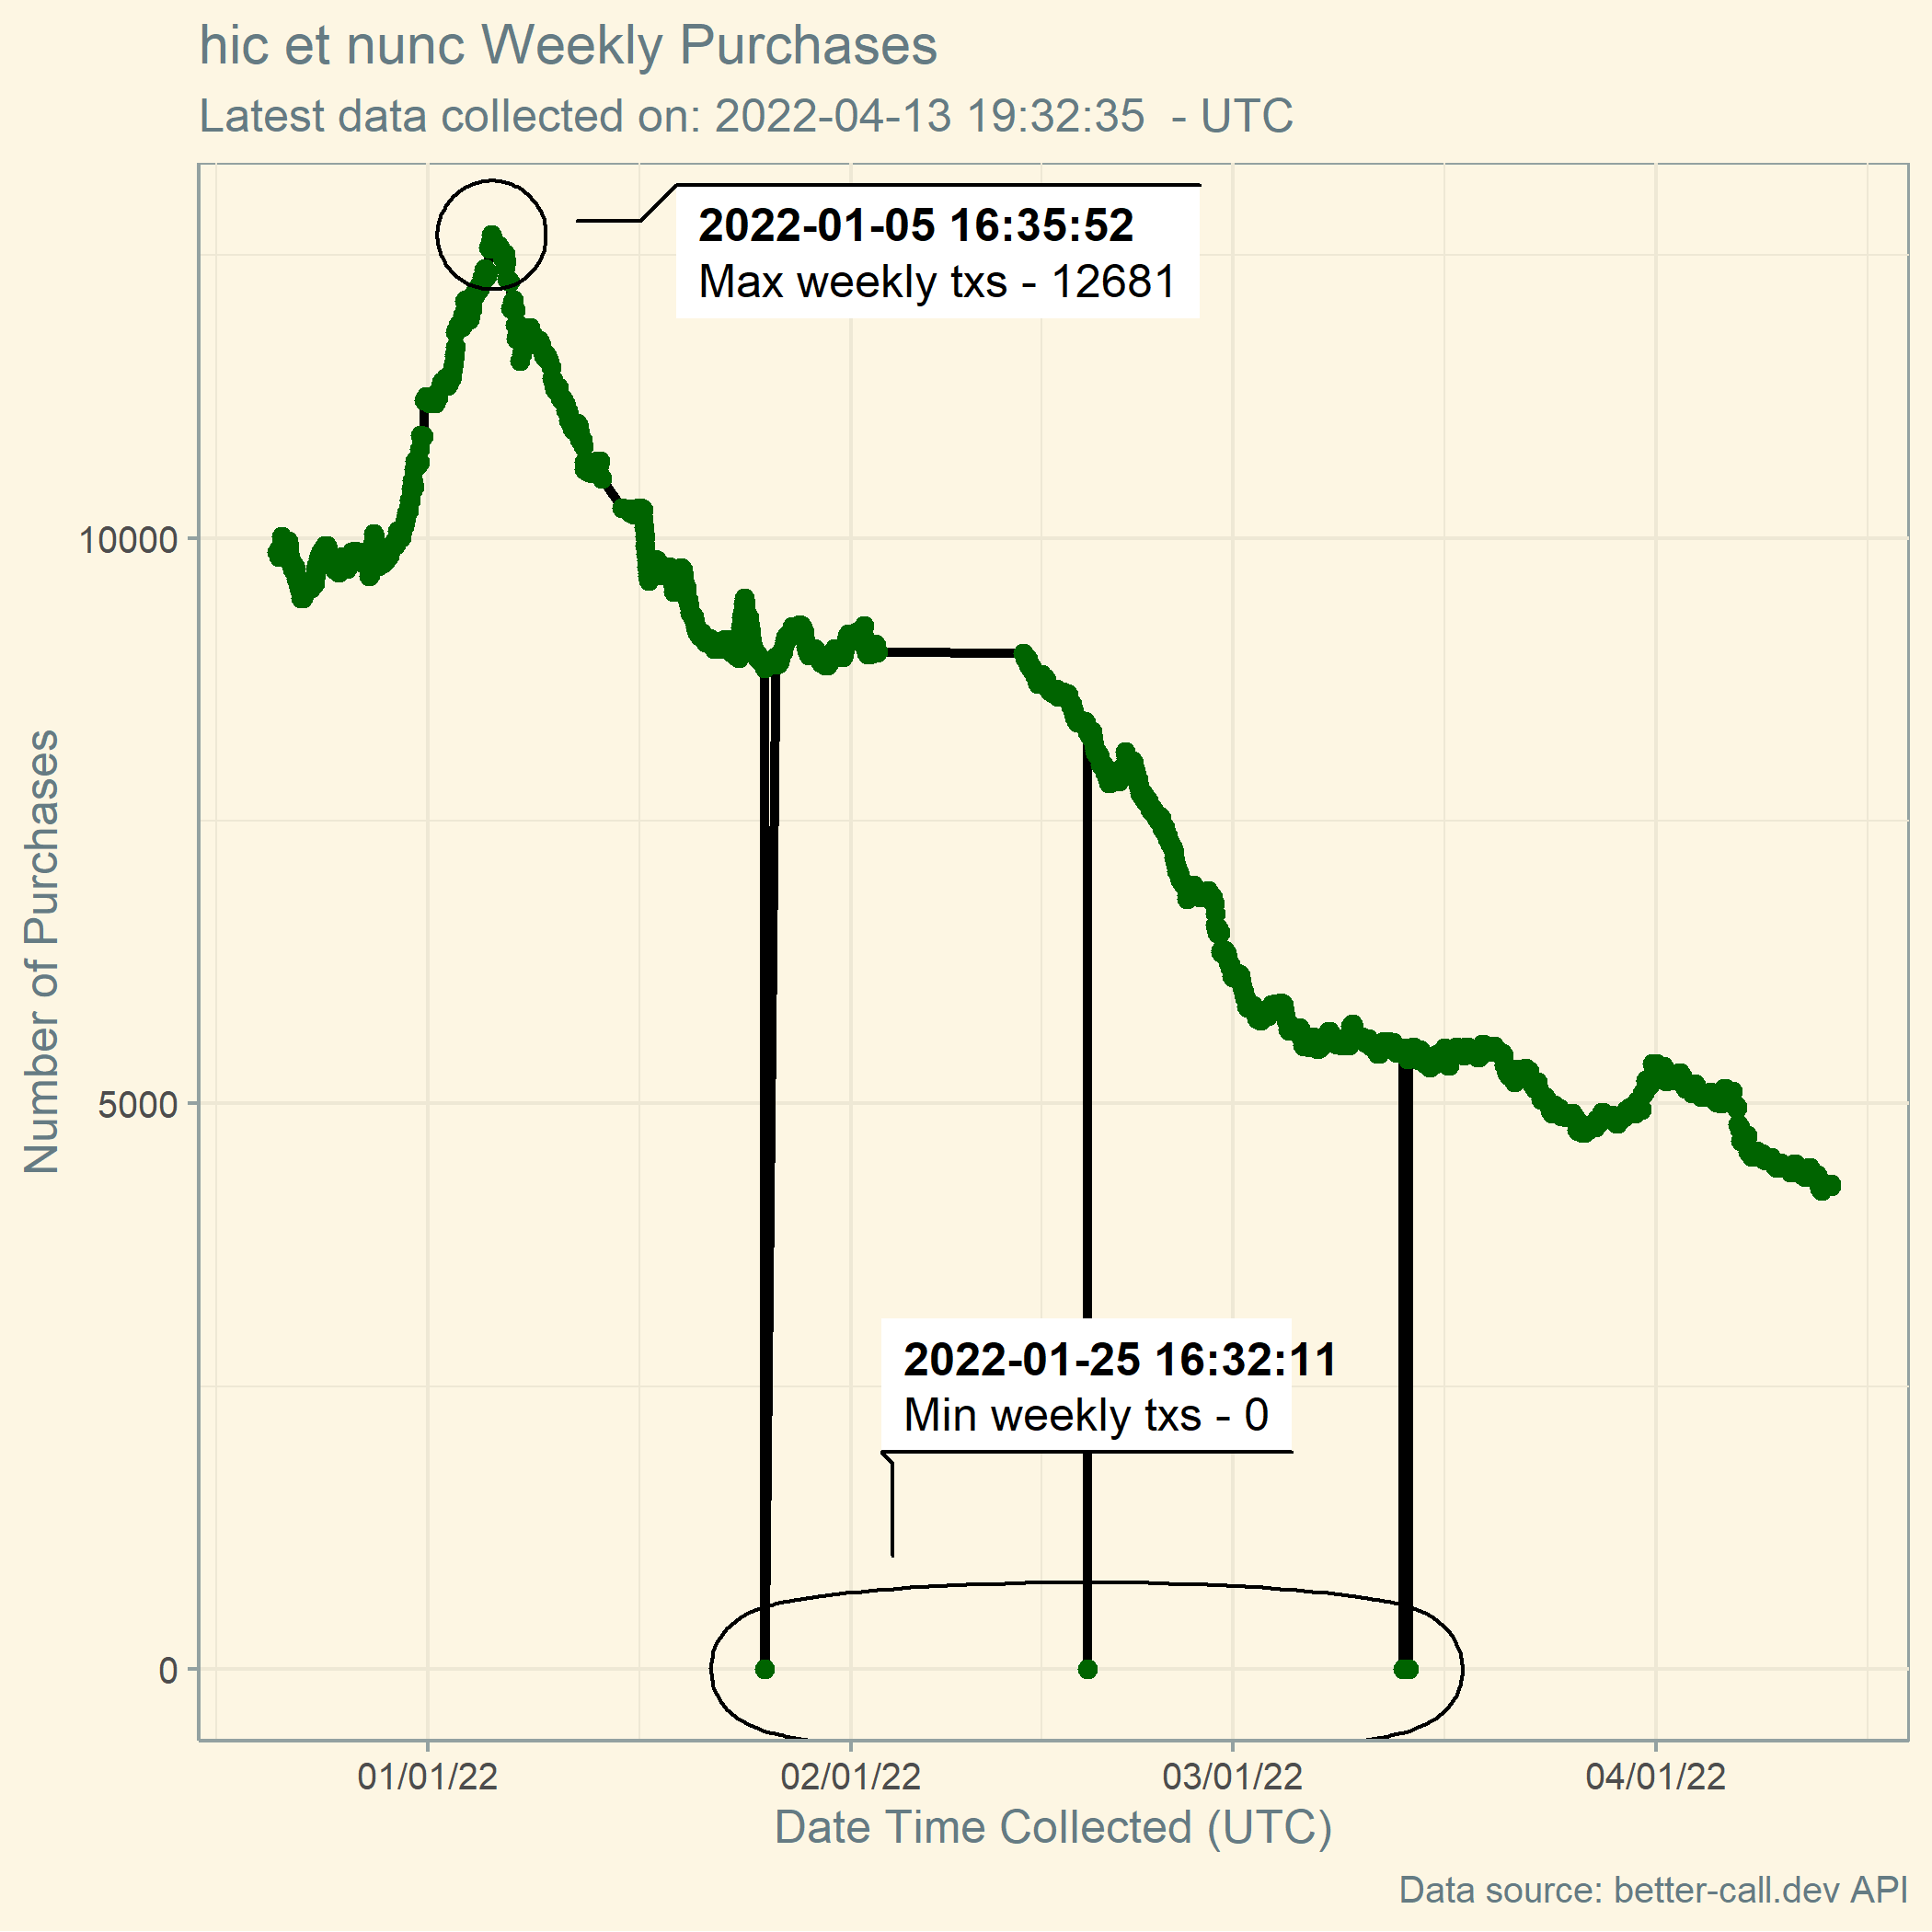 hic et nunc Weekly Purchases
Latest data collected on: 2022-04-13 19:32:35  - UTC
2022-01-05 16:35:52
Max weekly txs - 12681
10000
5000
0
Number of Purchases
2022-01-25 16:32:11
Min weekly txs - 0
01/01/22 02/01/22 03/01/22 04/01/22
Date Time Collected (UTC)
Data source: better-call.dev API